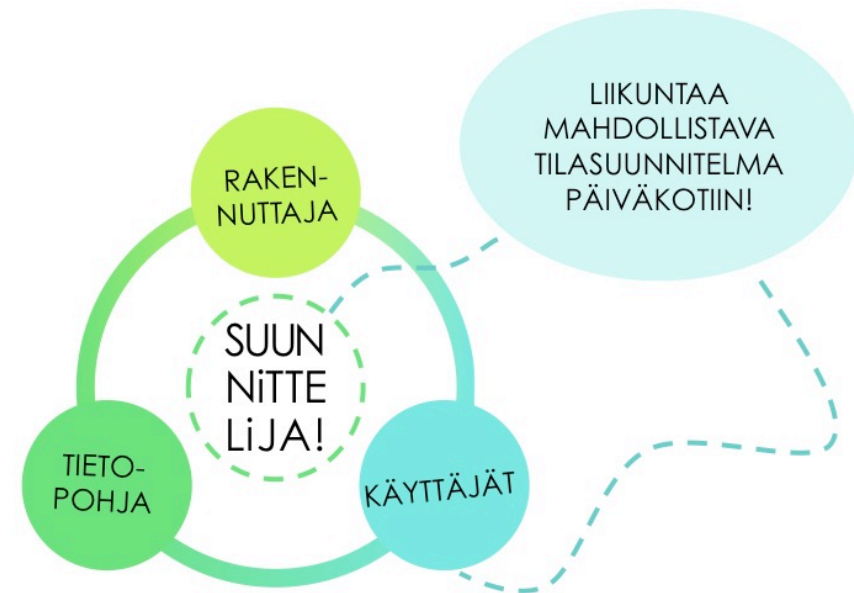 LIIKUNTAA
MAHDOLLISTAVA
TILASUUNNITELMA
PÄIVÄKOTIIN!
RAKEN-
NUTTAJA
SUUN
NiTTE
LiJA!
TIETO-
POHJA
KÄYTTÄJÄT